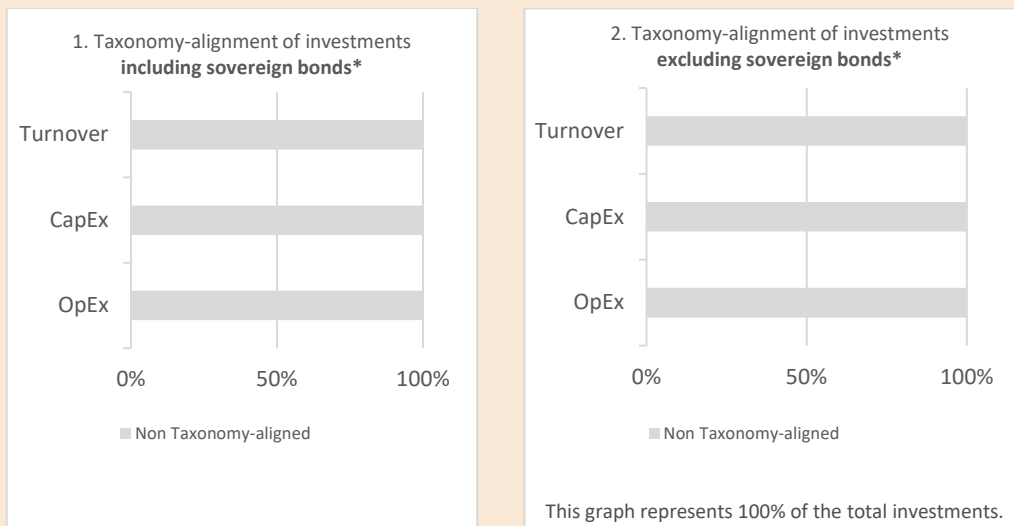 1. Taxonomy-alignment of investments
including sovereign bonds*
Turnover
CapEx
OpEx
0%
50%
100%
Non Taxonomy-aligned
2. Taxonomy-alignment of investments
excluding sovereign bonds*
Turnover
CapEx
OpEx
0%
50%
100%
Non Taxonomy-aligned
This graph represents 100% of the total investments.